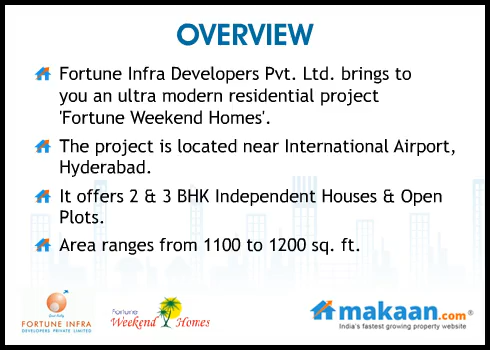 OVERVIEW
Fortune Infra Developers Pvt. Ltd. brings to
you an ultra modern residential project
'Fortune Weekend Homes'.
The project is located near International Airport,
Hyderabad.
It offers 2 & 3 BHK Independent Houses & Open
Plots.
Area ranges from 1100 to 1200 sq. ft.
FORTUNE INFRA
DEVELOPERS PRIVATE LIMITED
Fortune
Weekend Homes
makaan.com®
India's fastest growing property website